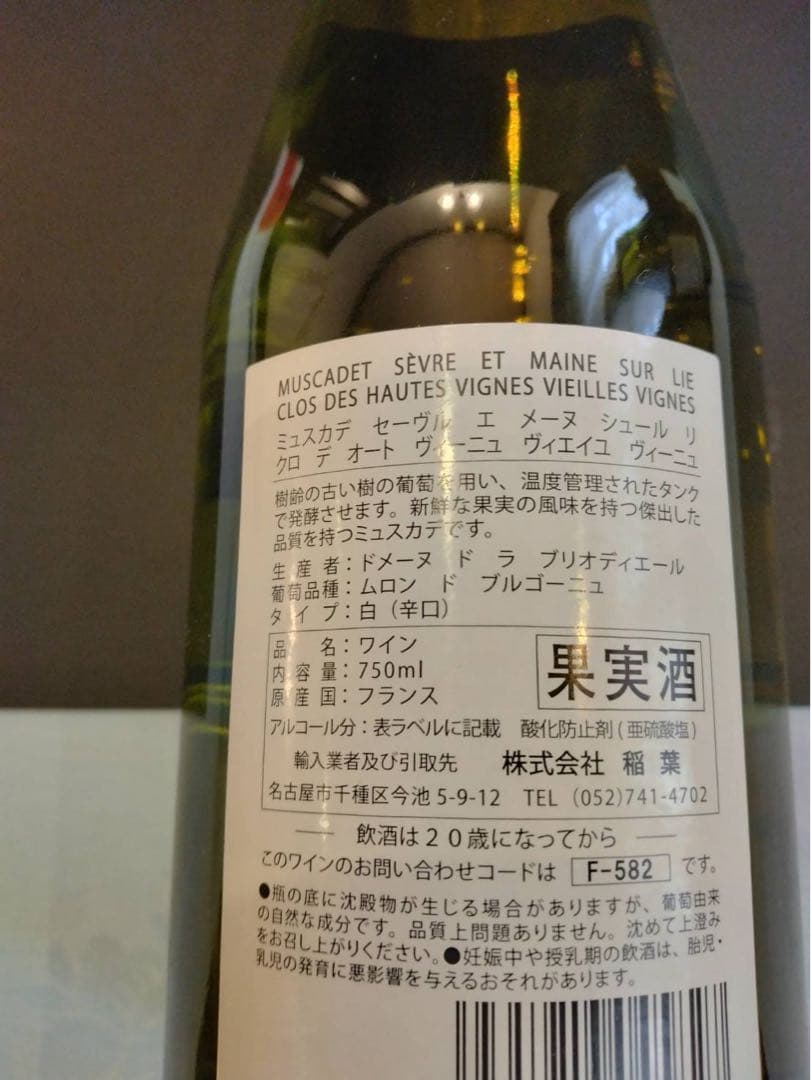 MUSCADET SÈVRE ET MAINE SUR LIE
CLOS DES HAUTES VIGNES VIEILLES VIGNES
ミュスカデ セーヴル エ メーヌ シュール リ
クロ デ オート ヴィーニュ ヴィエイユ ヴィーニュ
樹齢の古い樹の葡萄を用い、温度管理されたタンク
で発酵させます。新鮮な果実の風味を持つ傑出した
品質を持つミュスカデです。
生産者：ドメーヌ ド ラ ブリオディエール
葡萄品種：ムロン ド ブルゴーニュ
タイプ：白（辛口）
品名：ワイン
内容量：750ml
原産国：フランス
果実酒
アルコール分：表ラベルに記載 酸化防止剤(亜硫酸塩)
輸入業者及び引取先 株式会社 稲葉
名古屋市千種区今池 5-9-12 TEL (052)741-4702
飲酒は２０歳になってから
このワインのお問い合わせコードは F-582 です。
●瓶の底に沈殿物が生じる場合がありますが、葡萄由来
の自然な成分です。品質上問題ありません。沈めて上澄み
をお召し上がりください。●妊娠中や授乳期の飲酒は、胎児・
乳児の発育に悪影響を与えるおそれがあります。